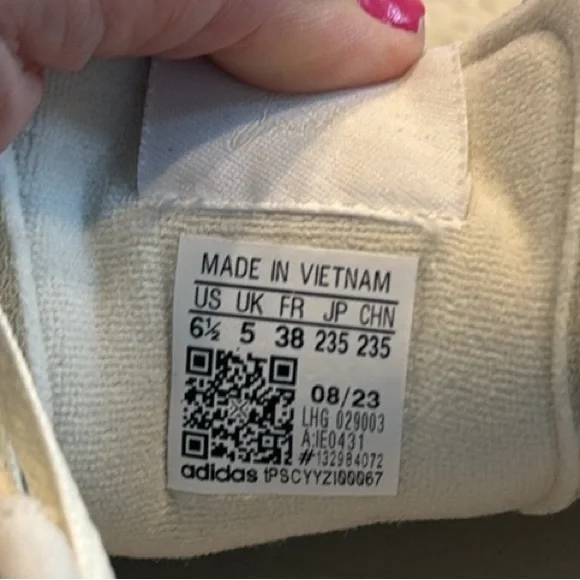 MADE IN VIETNAM
US UK FR JP CHN
6½ 5 38 235 235
08/23
LHG 029003
A:IE0431
#132984072
adidas tPSCYYZI00067